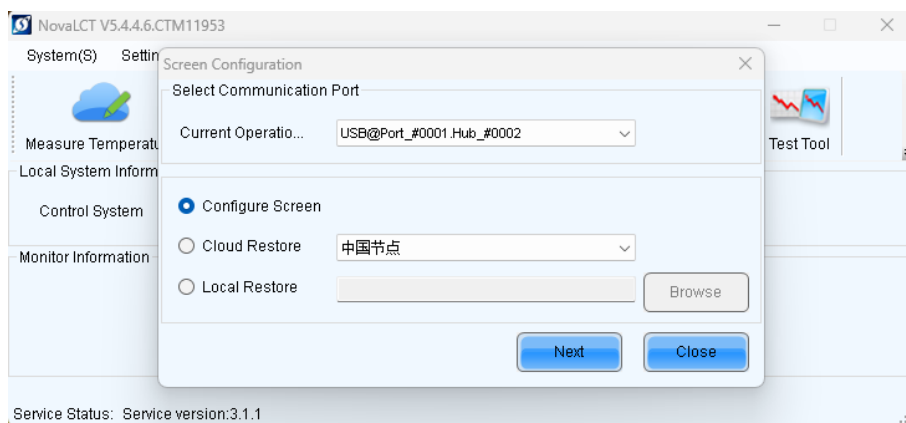 NovaLCT V5.4.4.6.CTM11953
System(S) Settin
Screen Configuration
Select Communication Port
Current Operatio... USB@Port_#0001.Hub_#0002
Measure Temperatu
Test Tool
Local System Inform
Control System
Configure Screen
Cloud Restore 中国节点
Monitor Information
Local Restore Browse
Next Close
Service Status: Service version:3.1.1